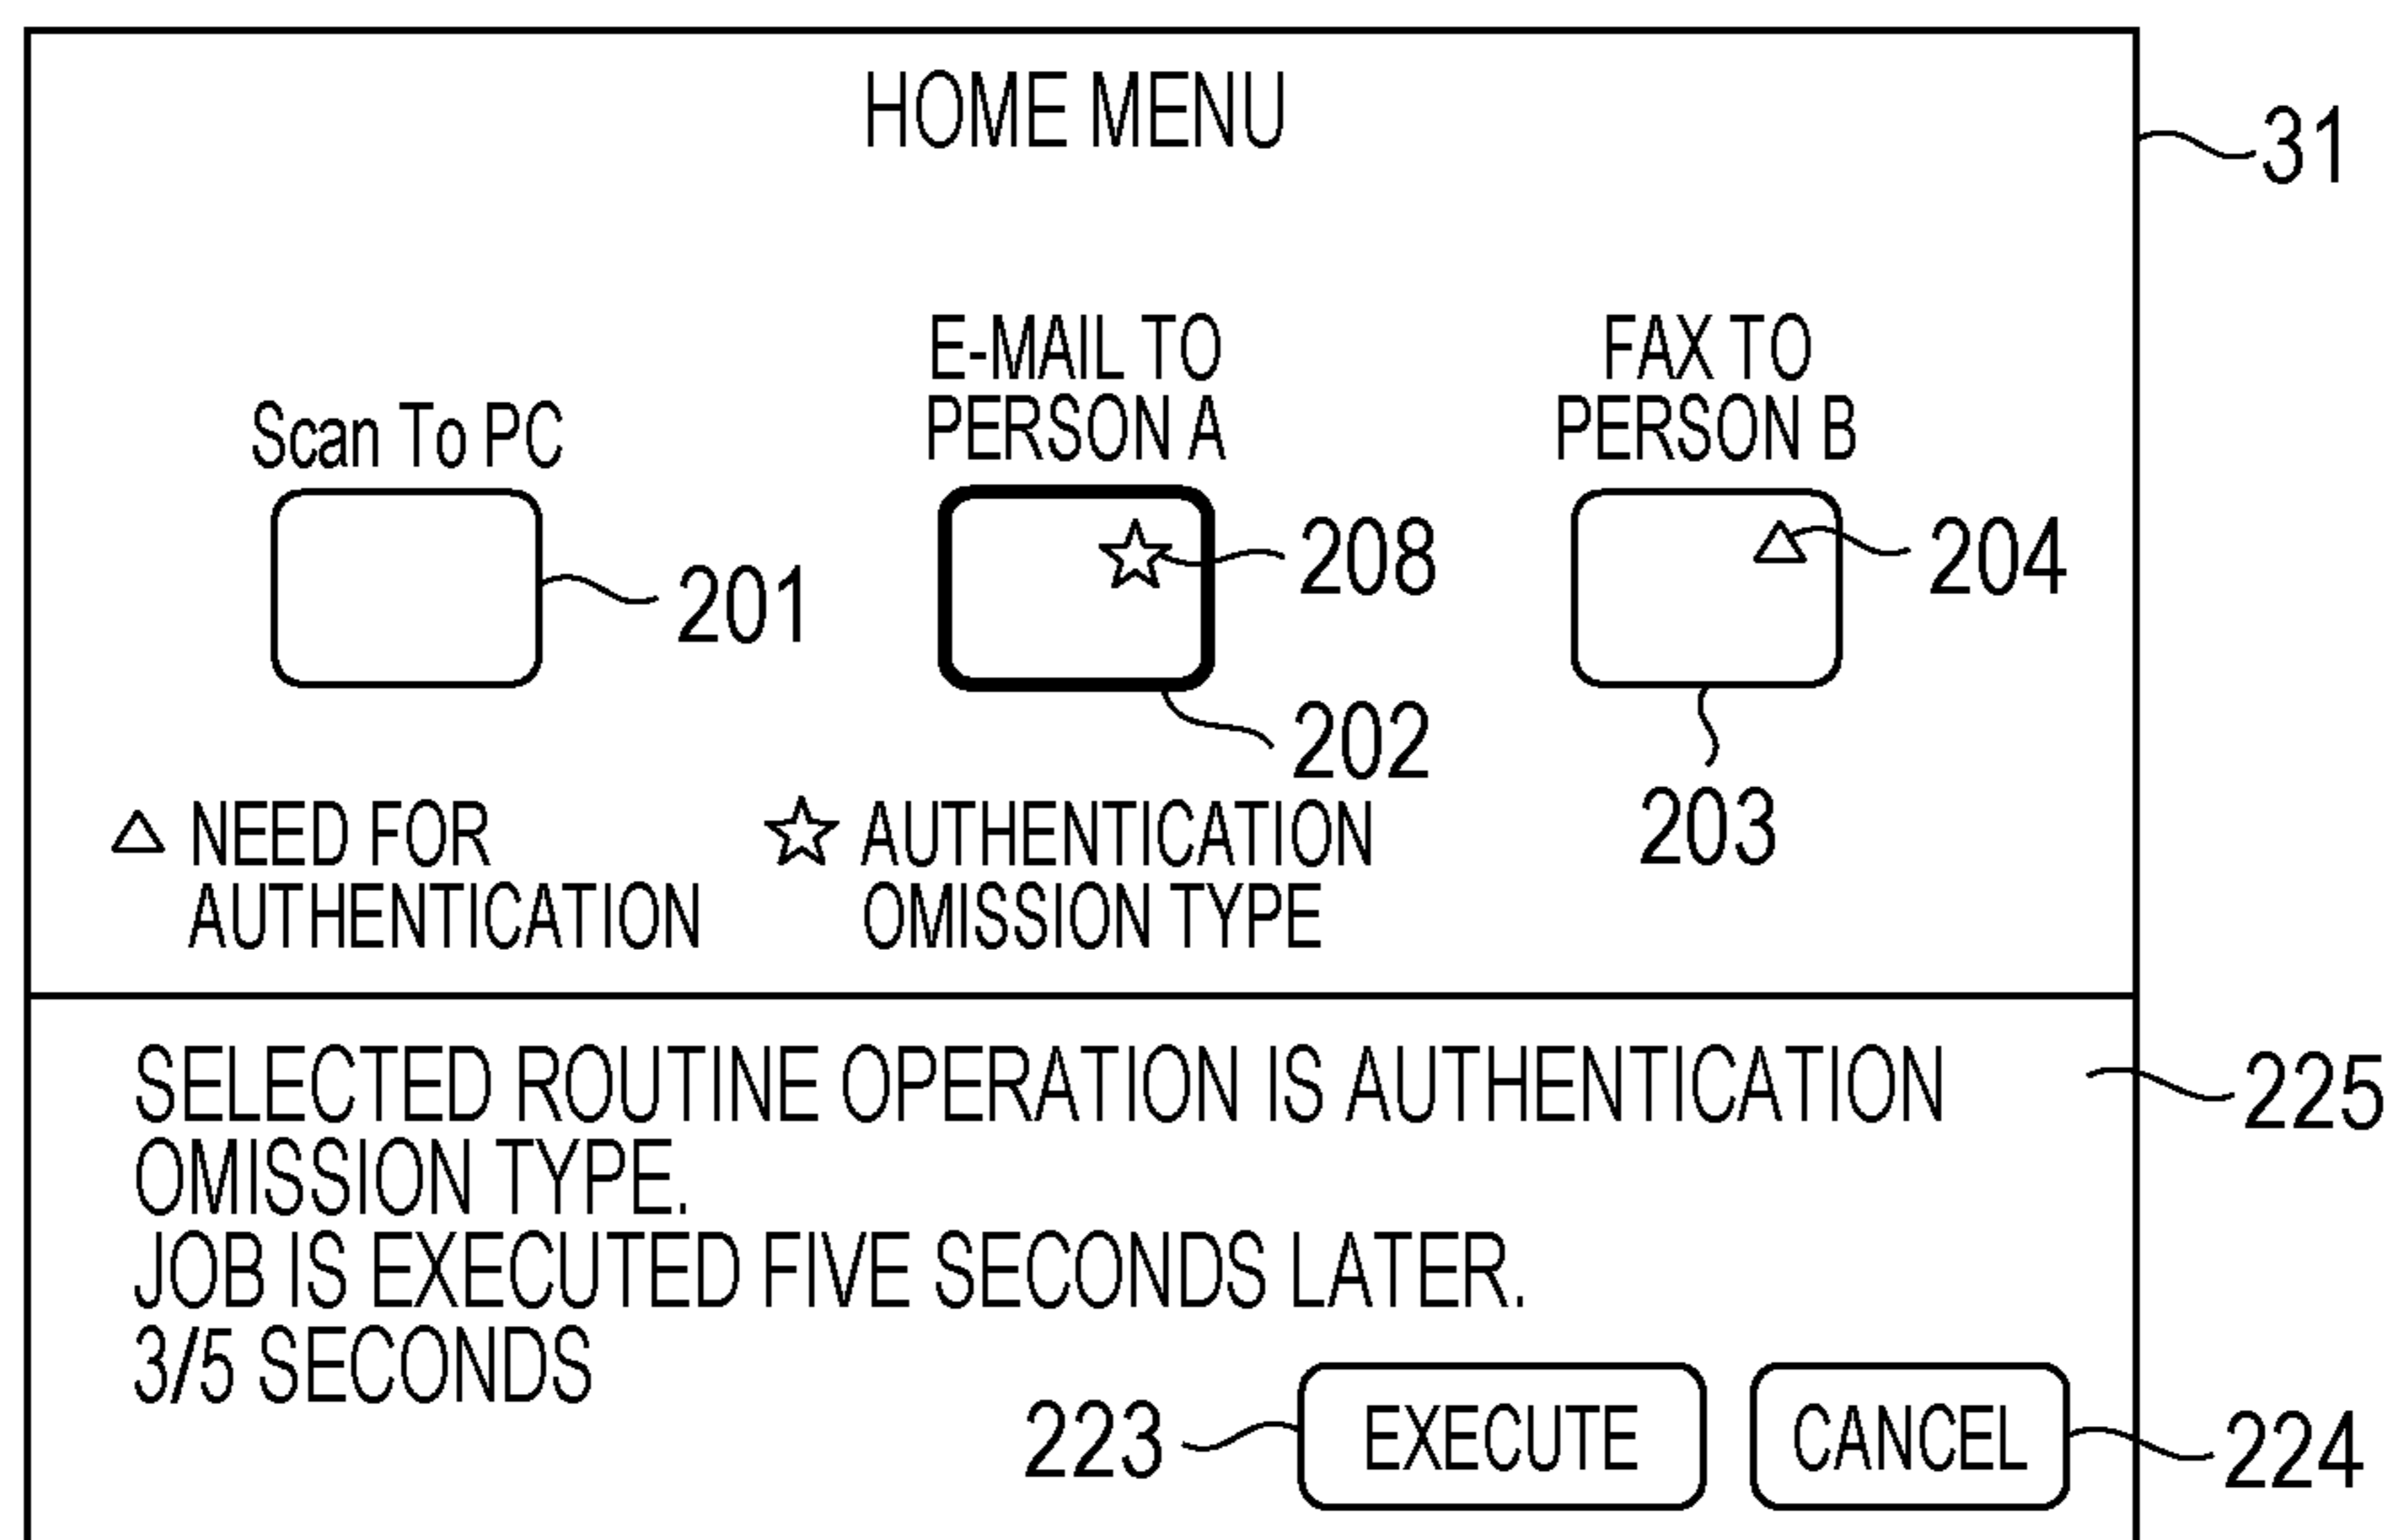 HOME MENU
31
Scan To PC
E-MAIL TO
PERSON A
FAX TO
PERSON B
201
208
202
204
203
△ NEED FOR
AUTHENTICATION
☆ AUTHENTICATION
OMISSION TYPE
SELECTED ROUTINE OPERATION IS AUTHENTICATION
OMISSION TYPE.
JOB IS EXECUTED FIVE SECONDS LATER.
3/5 SECONDS
225
223
EXECUTE
CANCEL
224